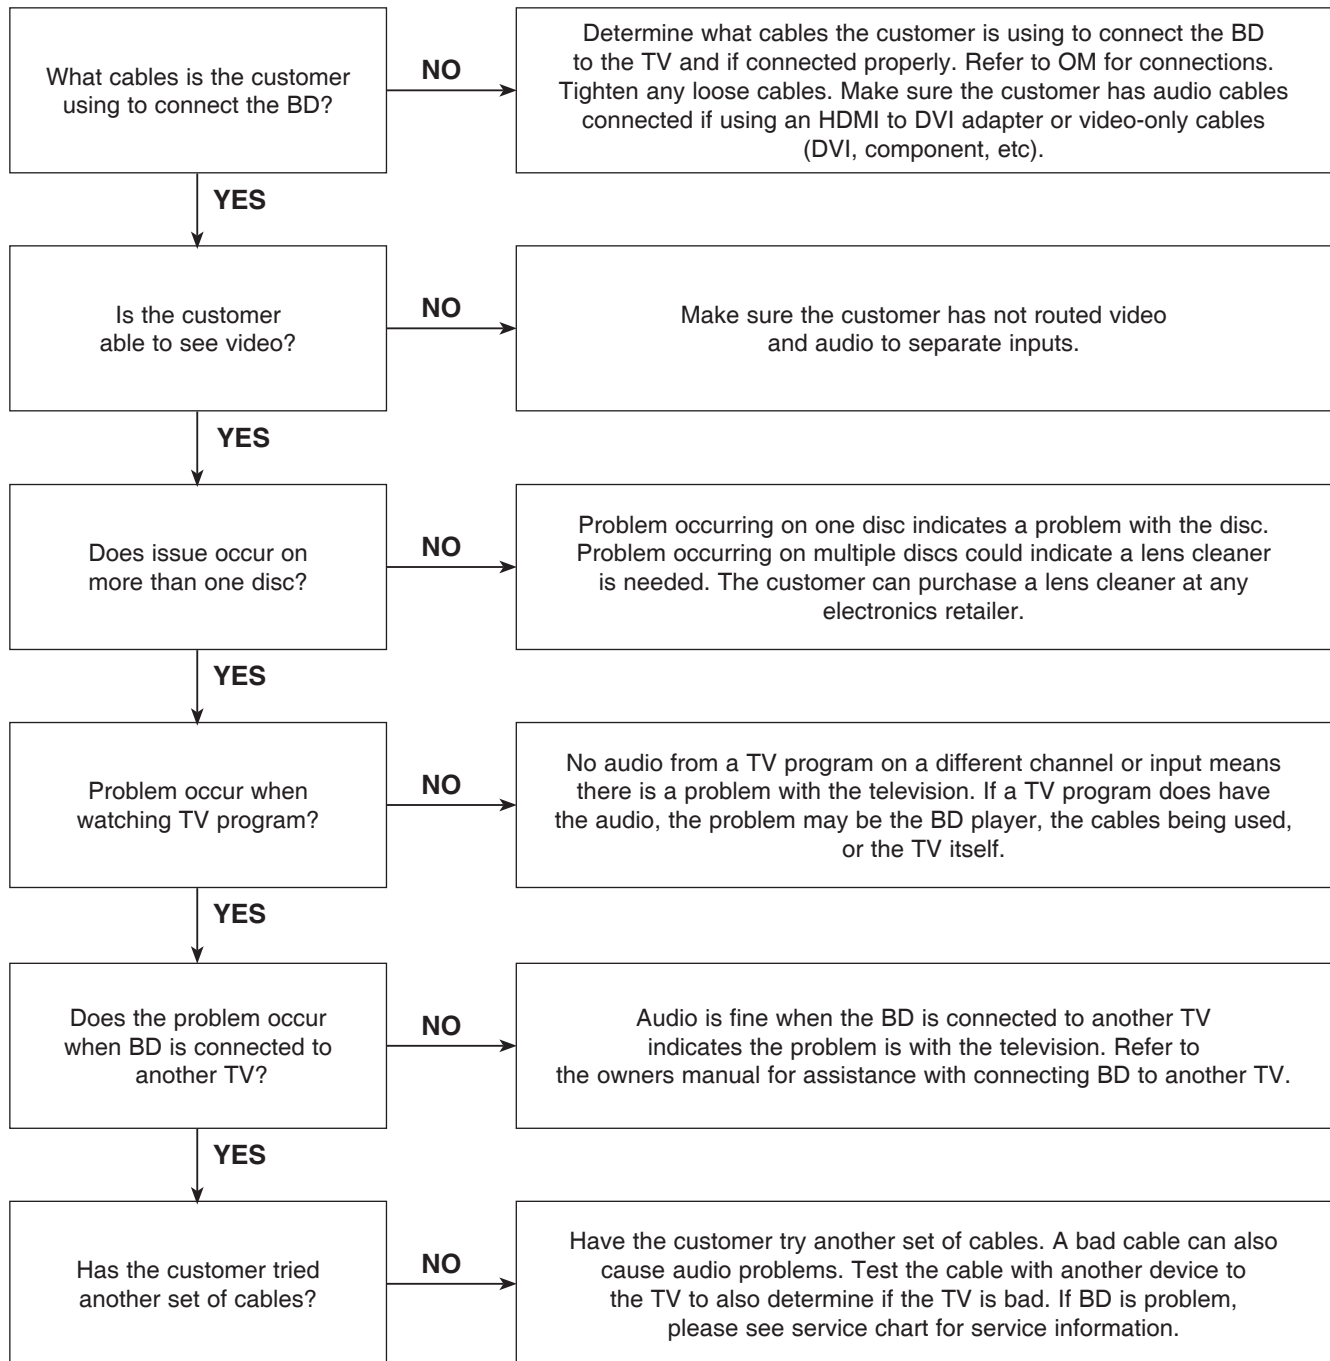 What cables is the customer
using to connect the BD?
NO
Determine what cables the customer is using to connect the BD
to the TV and if connected properly. Refer to OM for connections.
Tighten any loose cables. Make sure the customer has audio cables
connected if using an HDMI to DVI adapter or video-only cables
(DVI, component, etc).
YES
Is the customer
able to see video?
NO
Make sure the customer has not routed video
and audio to separate inputs.
YES
Does issue occur on
more than one disc?
NO
Problem occurring on one disc indicates a problem with the disc.
Problem occurring on multiple discs could indicate a lens cleaner
is needed. The customer can purchase a lens cleaner at any
electronics retailer.
YES
Problem occur when
watching TV program?
NO
No audio from a TV program on a different channel or input means
there is a problem with the television. If a TV program does have
the audio, the problem may be the BD player, the cables being used,
or the TV itself.
YES
Does the problem occur
when BD is connected to
another TV?
NO
Audio is fine when the BD is connected to another TV
indicates the problem is with the television. Refer to
the owners manual for assistance with connecting BD to another TV.
YES
Has the customer tried
another set of cables?
NO
Have the customer try another set of cables. A bad cable can also
cause audio problems. Test the cable with another device to
the TV to also determine if the TV is bad. If BD is problem,
please see service chart for service information.